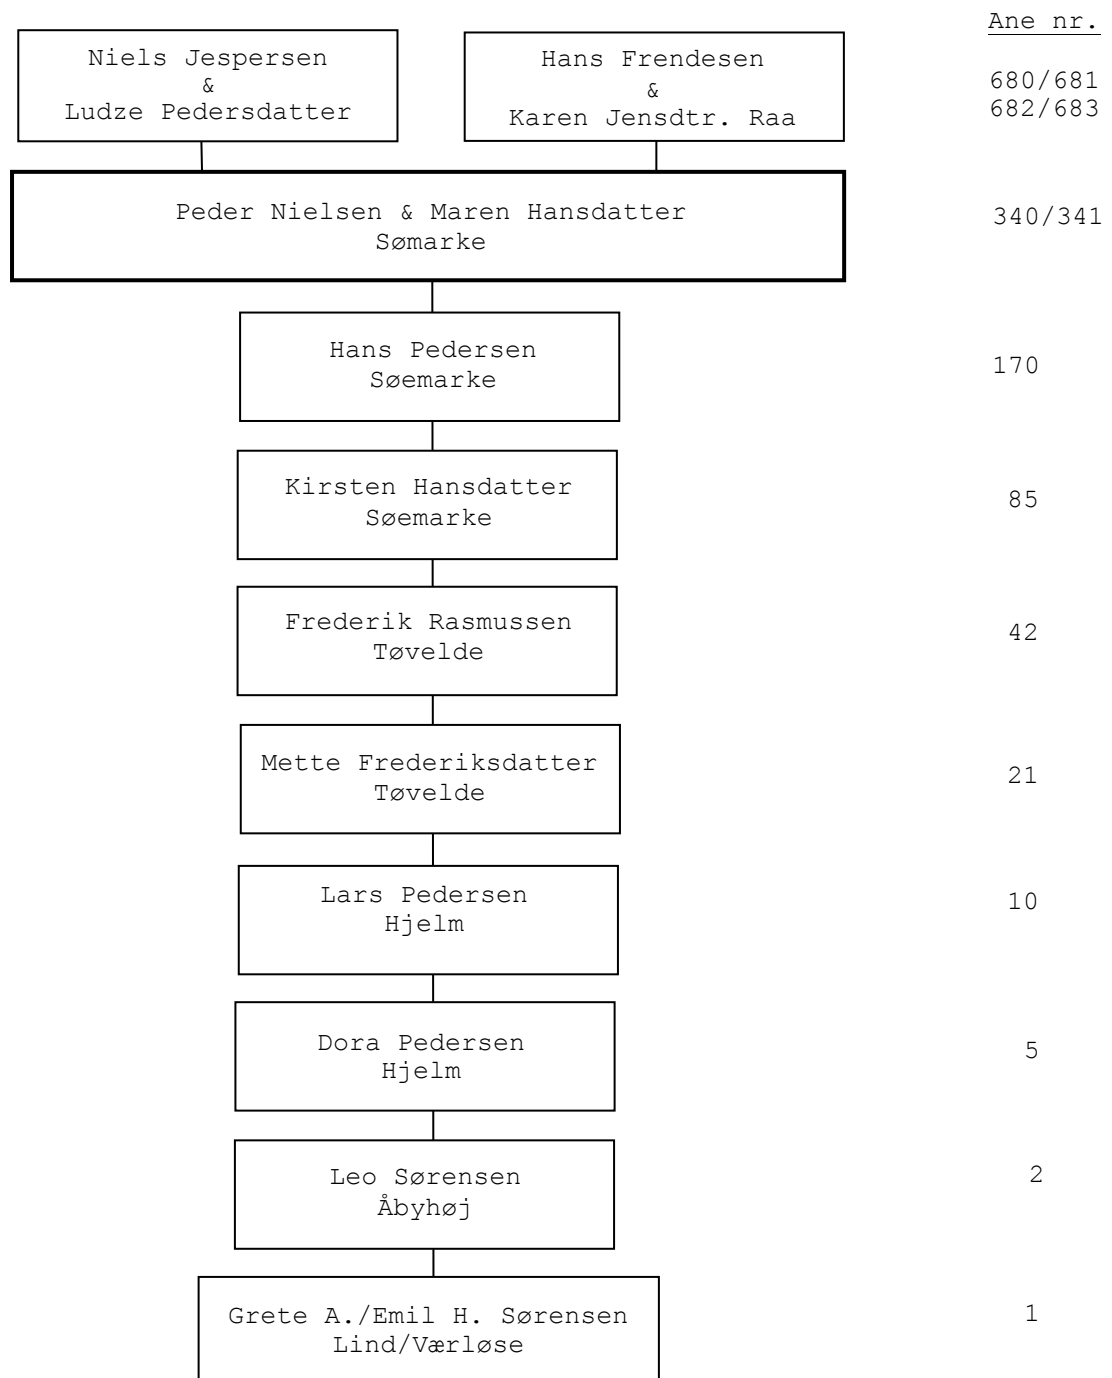 Ane nr.
Niels Jespersen
&
Ludze Pedersdatter
Hans Frendesen
&
Karen Jensdtr. Raa
680/681
682/683
Peder Nielsen & Maren Hansdatter
Sømarke
340/341
Hans Pedersen
Søemarke
170
Kirsten Hansdatter
Søemarke
85
Frederik Rasmussen
Tøvelde
42
Mette Frederiksdatter
Tøvelde
21
Lars Pedersen
Hjelm
10
Dora Pedersen
Hjelm
5
Leo Sørensen
Åbyhøj
2
Grete A./Emil H. Sørensen
Lind/Værløse
1